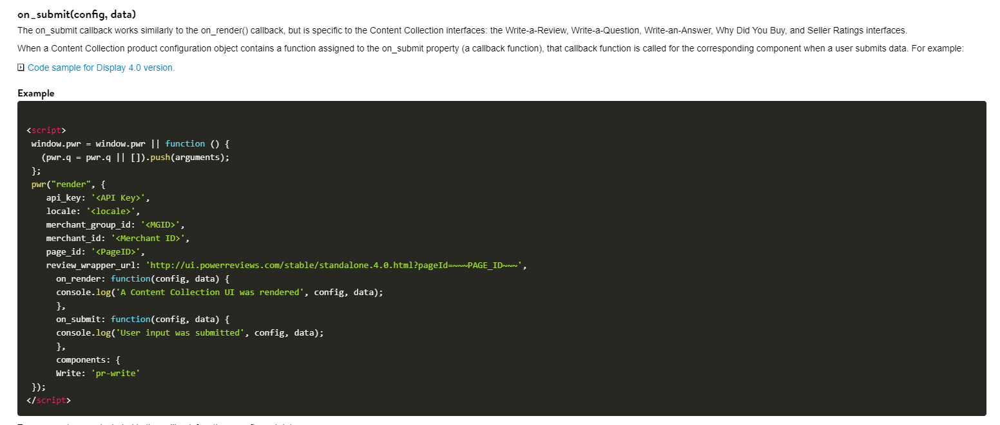 on_submit(config, data)
The on_submit callback works similarly to the on_render() callback, but is specific to the Content Collection interfaces: the Write-a-Review, Write-a-Question, Write-an-Answer, Why Did You Buy, and Seller Ratings interfaces.
When a Content Collection product configuration object contains a function assigned to the on_submit property (a callback function), that callback function is called for the corresponding component when a user submits data. For example:
Code sample for Display 4.0 version.
Example
<script>
window.pwr = window.pwr || function () {
(pwr.q = pwr.q || []).push(arguments);
};
pwr("render", {
api_key: '<API Key>',
locale: '<locale>',
merchant_group_id: '<MGID>',
merchant_id: '<Merchant ID>',
page_id: '<PageID>',
review_wrapper_url: 'http://ui.powerreviews.com/stable/standalone.4.0.html?pageId=~~~PAGE_ID~~~',
on_render: function(config, data) {
console.log('A Content Collection UI was rendered', config, data);
},
on_submit: function(config, data) {
console.log('User input was submitted', config, data);
},
components: {
Write: 'pr-write'
});
</script>